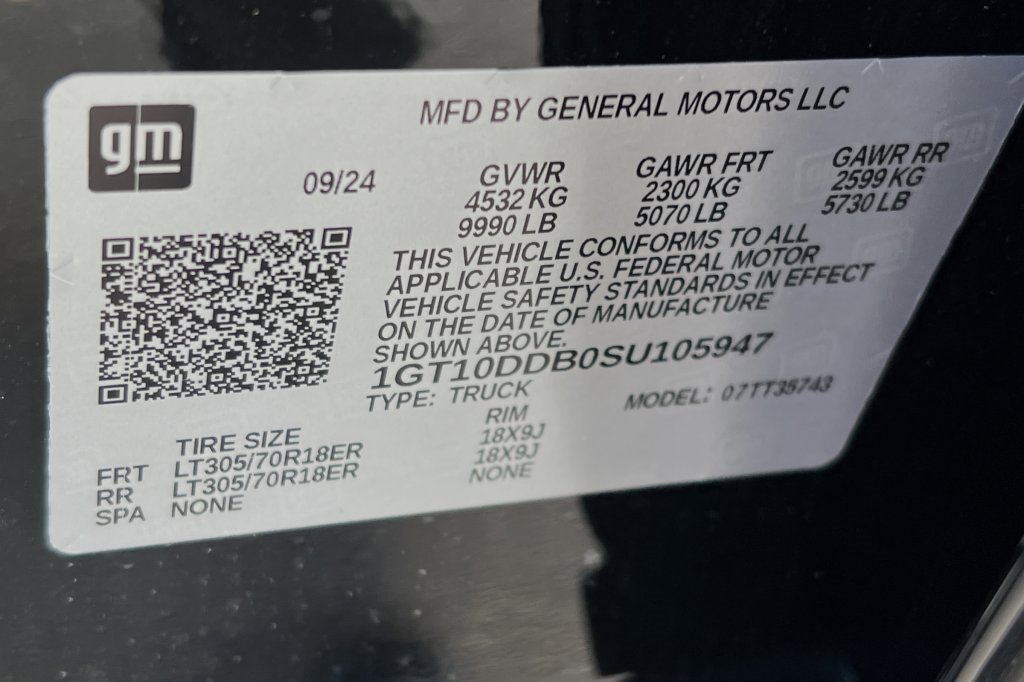 gm
MFD BY GENERAL MOTORS LLC
09/24
GVWR
4532 KG
9990 LB
GAWR FRT
2300 KG
5070 LB
GAWR RR
2599 KG
5730 LB
THIS VEHICLE CONFORMS TO ALL
APPLICABLE U.S. FEDERAL MOTOR
VEHICLE SAFETY STANDARDS IN EFFECT
ON THE DATE OF MANUFACTURE
SHOWN ABOVE.
1GT10DDB0SU105947
TYPE: TRUCK
MODEL: 07TT35743
TIRE SIZE RIM
FRT LT305/70R18ER 18X9J
RR LT305/70R18ER 18X9J
SPA NONE NONE